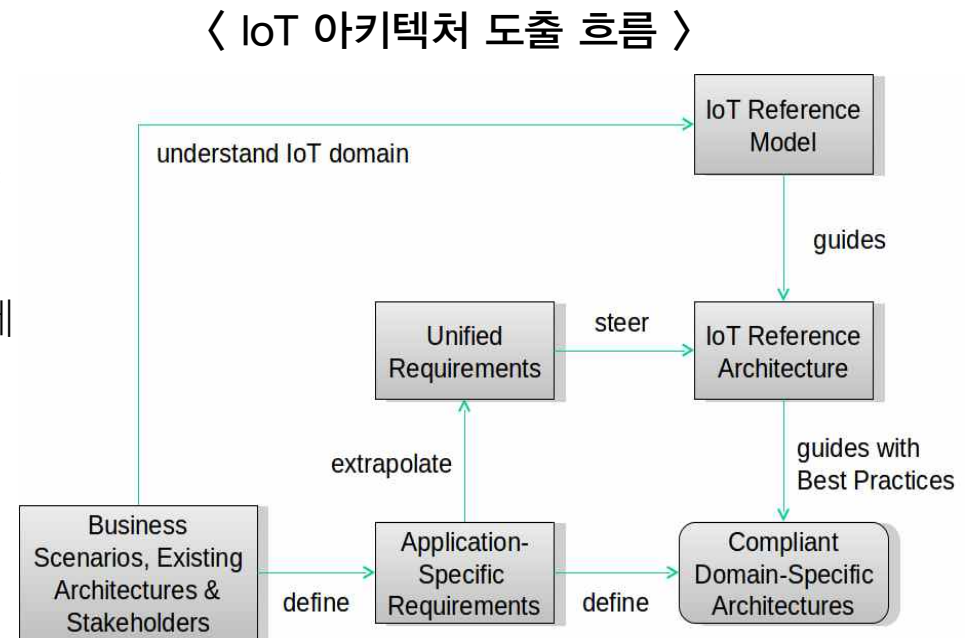 〈 IoT 아키텍처 도출 흐름 〉
IoT Reference
Model
understand IoT domain
guides
Unified
Requirements
steer
IoT Reference
Architecture
extrapolate
guides with
Best Practices
Business
Scenarios, Existing
Architectures &
Stakeholders
define
Application-
Specific
Requirements
define
Compliant
Domain-Specific
Architectures